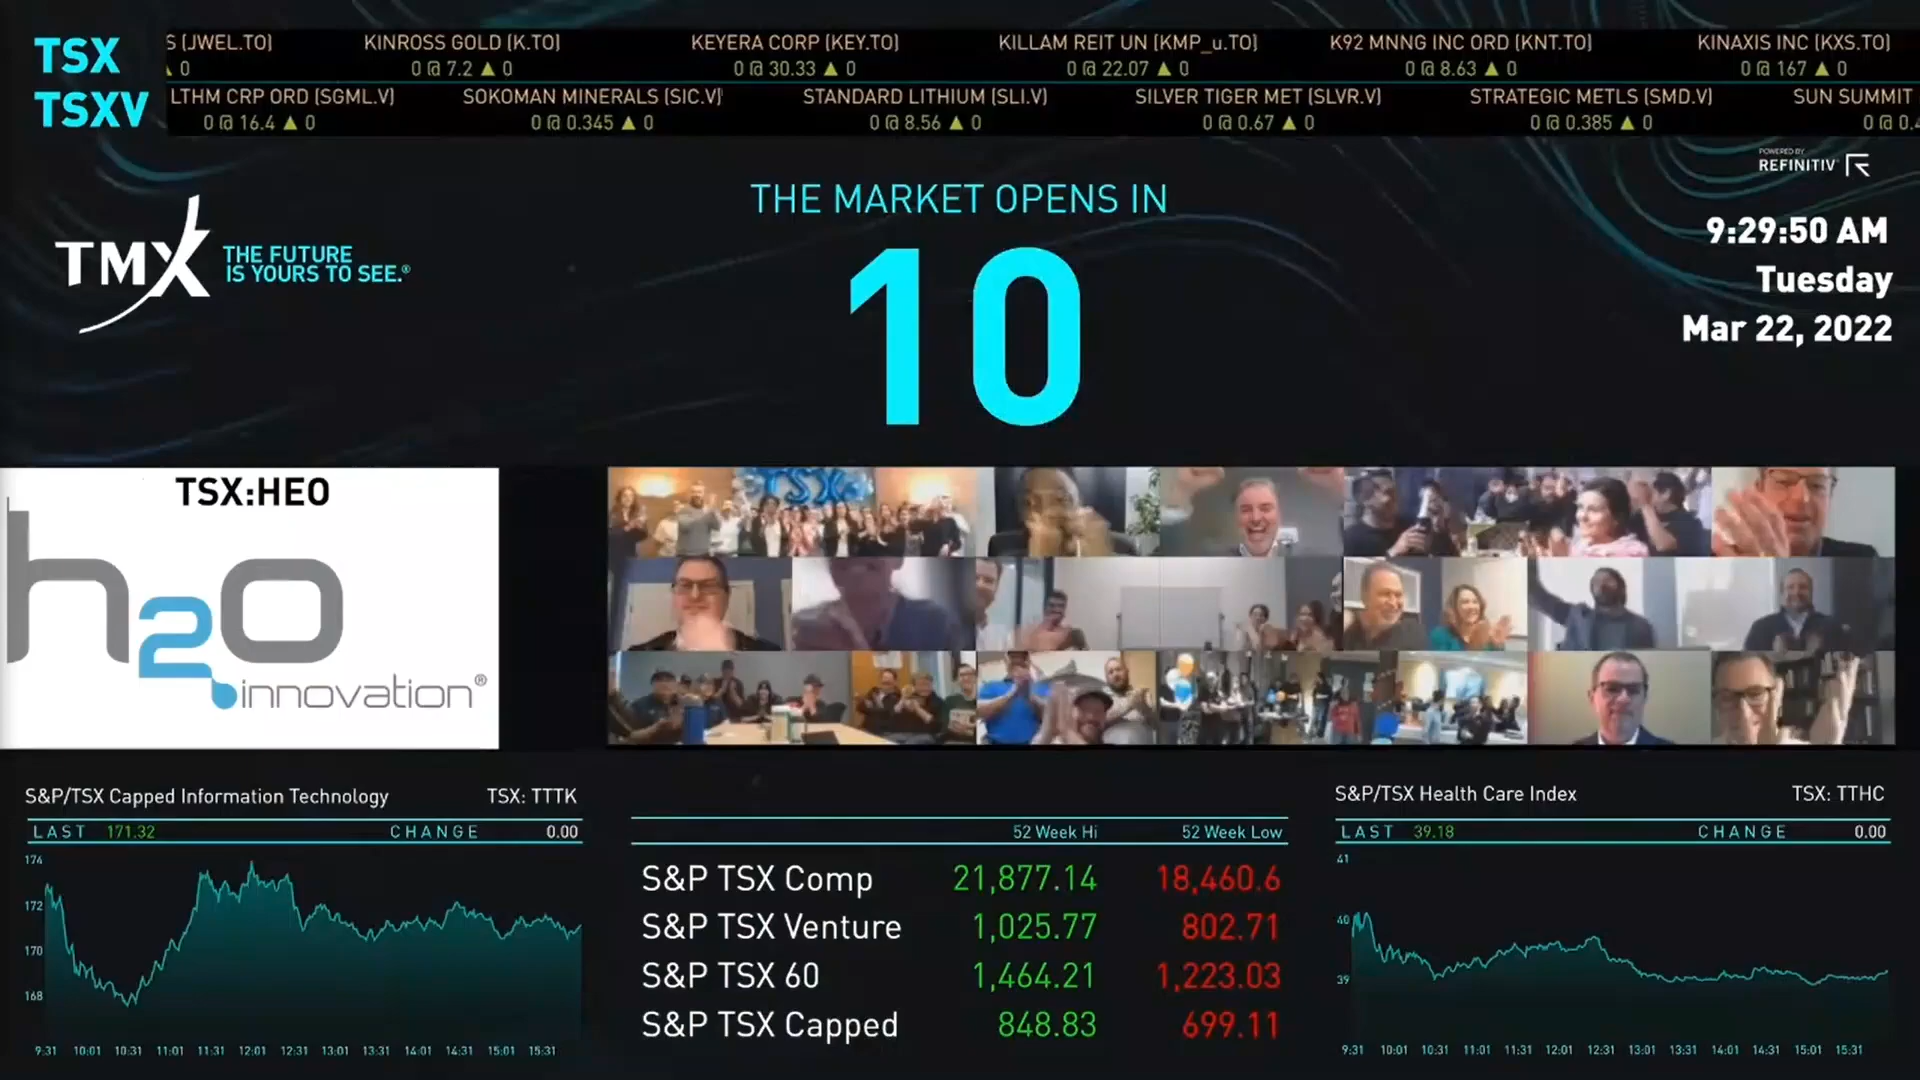 TSX
S (JWEL.TO) KINROSS GOLD (K.TO) KEYERA CORP (KEY.TO) KILLAM REIT UN (KMP_u.TO) K92 MNNG INC ORD (KNT.TO) KINAXIS INC (KXS.TO)
▲ 0 0 @ 7.2 ▲ 0 0 @ 30.33 ▲ 0 0 @ 22.07 ▲ 0 0 @ 8.63 ▲ 0 0 @ 167 ▲ 0
TSXV
LTHM CRP ORD (SGML.V) SOKOMAN MINERALS (SIC.V) STANDARD LITHIUM (SLI.V) SILVER TIGER MET (SLVR.V) STRATEGIC METLS (SMD.V) SUN SUMMIT
0 @ 16.4 ▲ 0 0 @ 0.345 ▲ 0 0 @ 8.56 ▲ 0 0 @ 0.67 ▲ 0 0 @ 0.385 ▲ 0 0 @ 0.4
POWERED BY
REFINITIV
TMX
THE FUTURE
IS YOURS TO SEE.®
THE MARKET OPENS IN
10
9:29:50 AM
Tuesday
Mar 22, 2022
TSX:HEO
h2o
innovation®
TSX
S&P/TSX Capped Information Technology TSX: TTTK
LAST 171.32 CHANGE 0.00
174
172
170
168
9:31 10:01 10:31 11:01 11:31 12:01 12:31 13:01 13:31 14:01 14:31 15:01 15:31
52 Week Hi 52 Week Low
S&P TSX Comp 21,877.14 18,460.6
S&P TSX Venture 1,025.77 802.71
S&P TSX 60 1,464.21 1,223.03
S&P TSX Capped 848.83 699.11
S&P/TSX Health Care Index TSX: TTHC
LAST 39.18 CHANGE 0.00
41
40
39
9:31 10:01 10:31 11:01 11:31 12:01 12:31 13:01 13:31 14:01 14:31 15:01 15:31